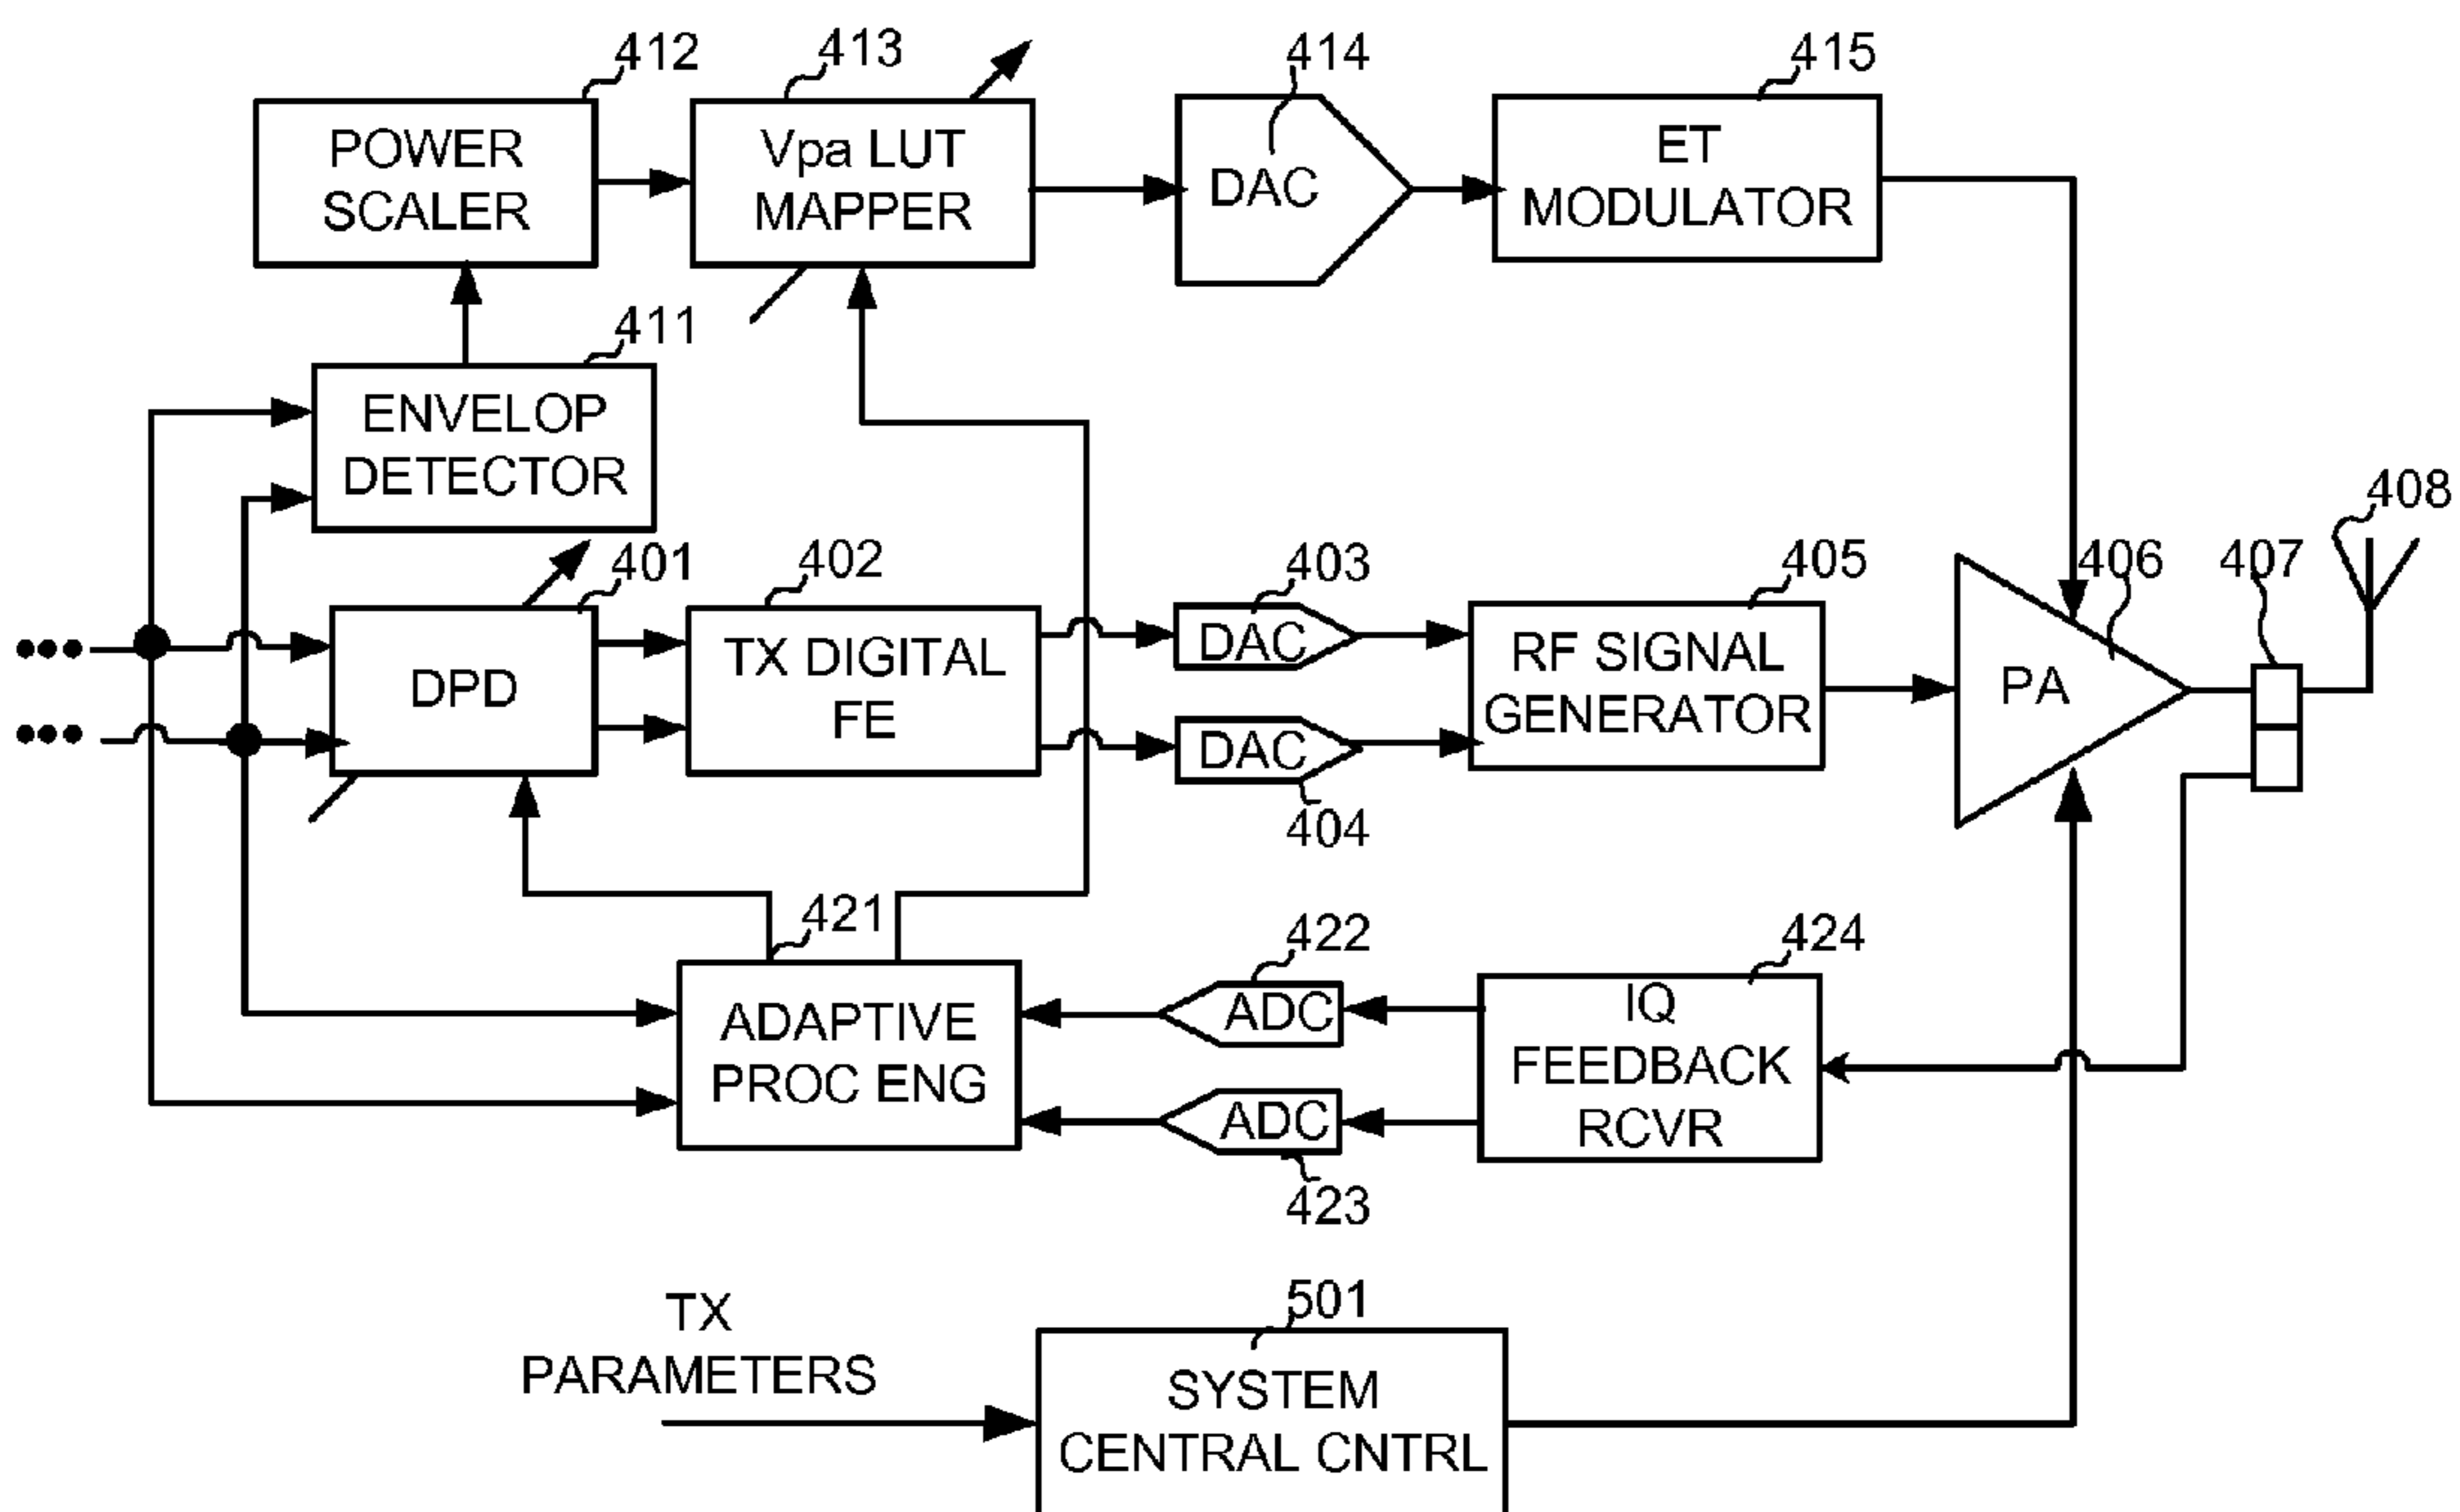 412
413
414
415
POWER
SCALER
Vpa LUT
MAPPER
DAC
ET
MODULATOR
411
ENVELOP
DETECTOR
408
401
402
403
405
406
407
DPD
TX DIGITAL
FE
DAC
DAC
404
RF SIGNAL
GENERATOR
PA
421
422
424
ADAPTIVE
PROC ENG
ADC
ADC
423
IQ
FEEDBACK
RCVR
TX
PARAMETERS
501
SYSTEM
CENTRAL CNTRL